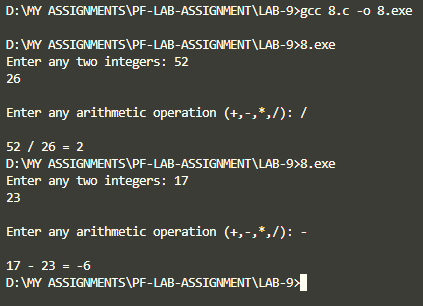 D:\MY ASSIGNMENTS\PF-LAB-ASSIGNMENT\LAB-9>gcc 8.c -o 8.exe
D:\MY ASSIGNMENTS\PF-LAB-ASSIGNMENT\LAB-9>8.exe
Enter any two integers: 52
26
Enter any arithmetic operation (+,-,*,/): /
52 / 26 = 2
D:\MY ASSIGNMENTS\PF-LAB-ASSIGNMENT\LAB-9>8.exe
Enter any two integers: 17
23
Enter any arithmetic operation (+,-,*,/): -
17 - 23 = -6
D:\MY ASSIGNMENTS\PF-LAB-ASSIGNMENT\LAB-9>